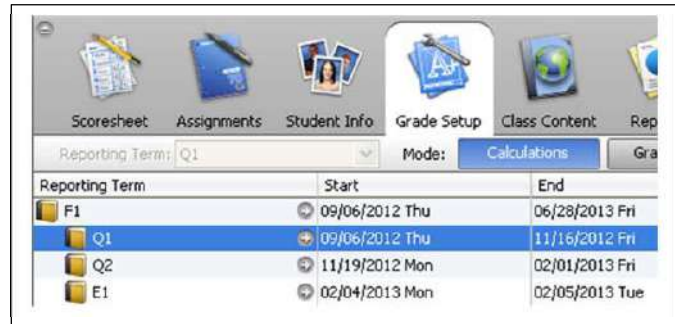 Scoresheet Assignments Student Info Grade Setup Class Content Rep
Reporting Term: Q1 Mode: Calculations Gra
Reporting Term Start End
F1 09/06/2012 Thu 06/28/2013 Fri
Q1 09/06/2012 Thu 11/16/2012 Fri
Q2 11/19/2012 Mon 02/01/2013 Fri
E1 02/04/2013 Mon 02/05/2013 Tue